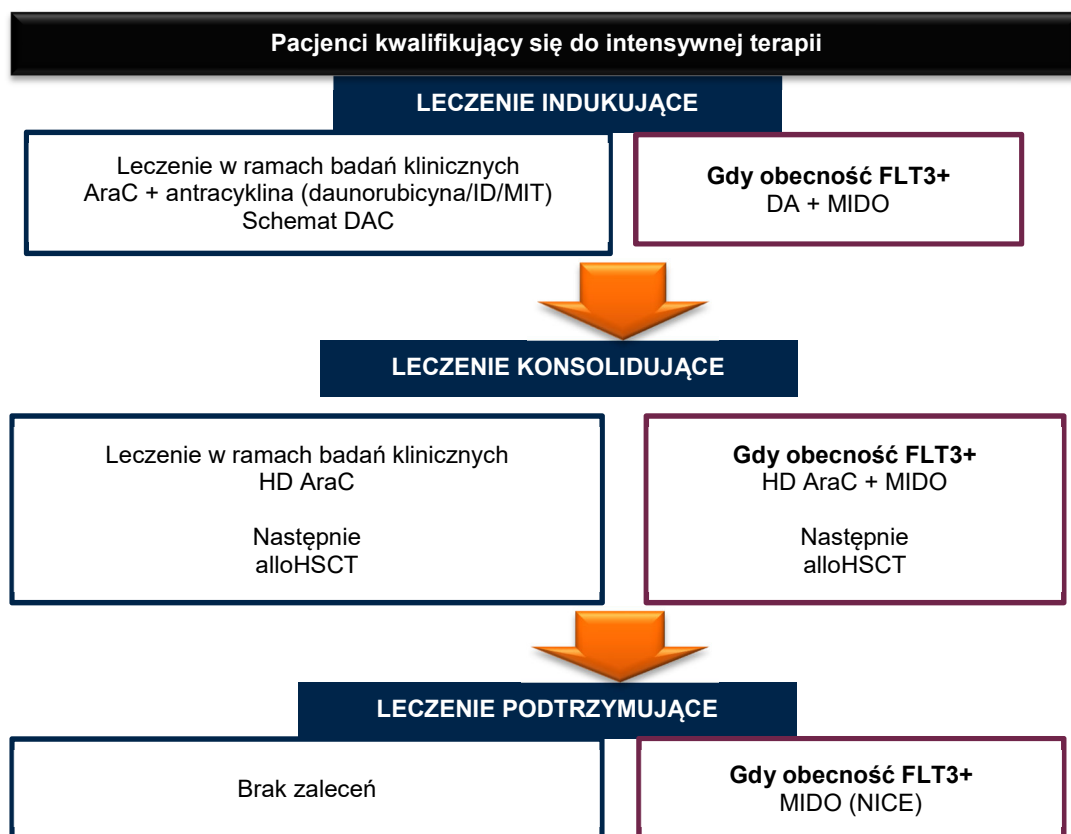 Pacjenci kwalifikujący się do intensywnej terapii
LECZENIE INDUKUJĄCE
Leczenie w ramach badań klinicznych
AraC + antracyklina (daunorubicyna/ID/MIT)
Schemat DAC
Gdy obecność FLT3+
DA + MIDO
LECZENIE KONSOLIDUJĄCE
Leczenie w ramach badań klinicznych
HD AraC
Następnie
alloHSCT
Gdy obecność FLT3+
HD AraC + MIDO
Następnie
alloHSCT
LECZENIE PODTRZYMUJĄCE
Brak zaleceń
Gdy obecność FLT3+
MIDO (NICE)